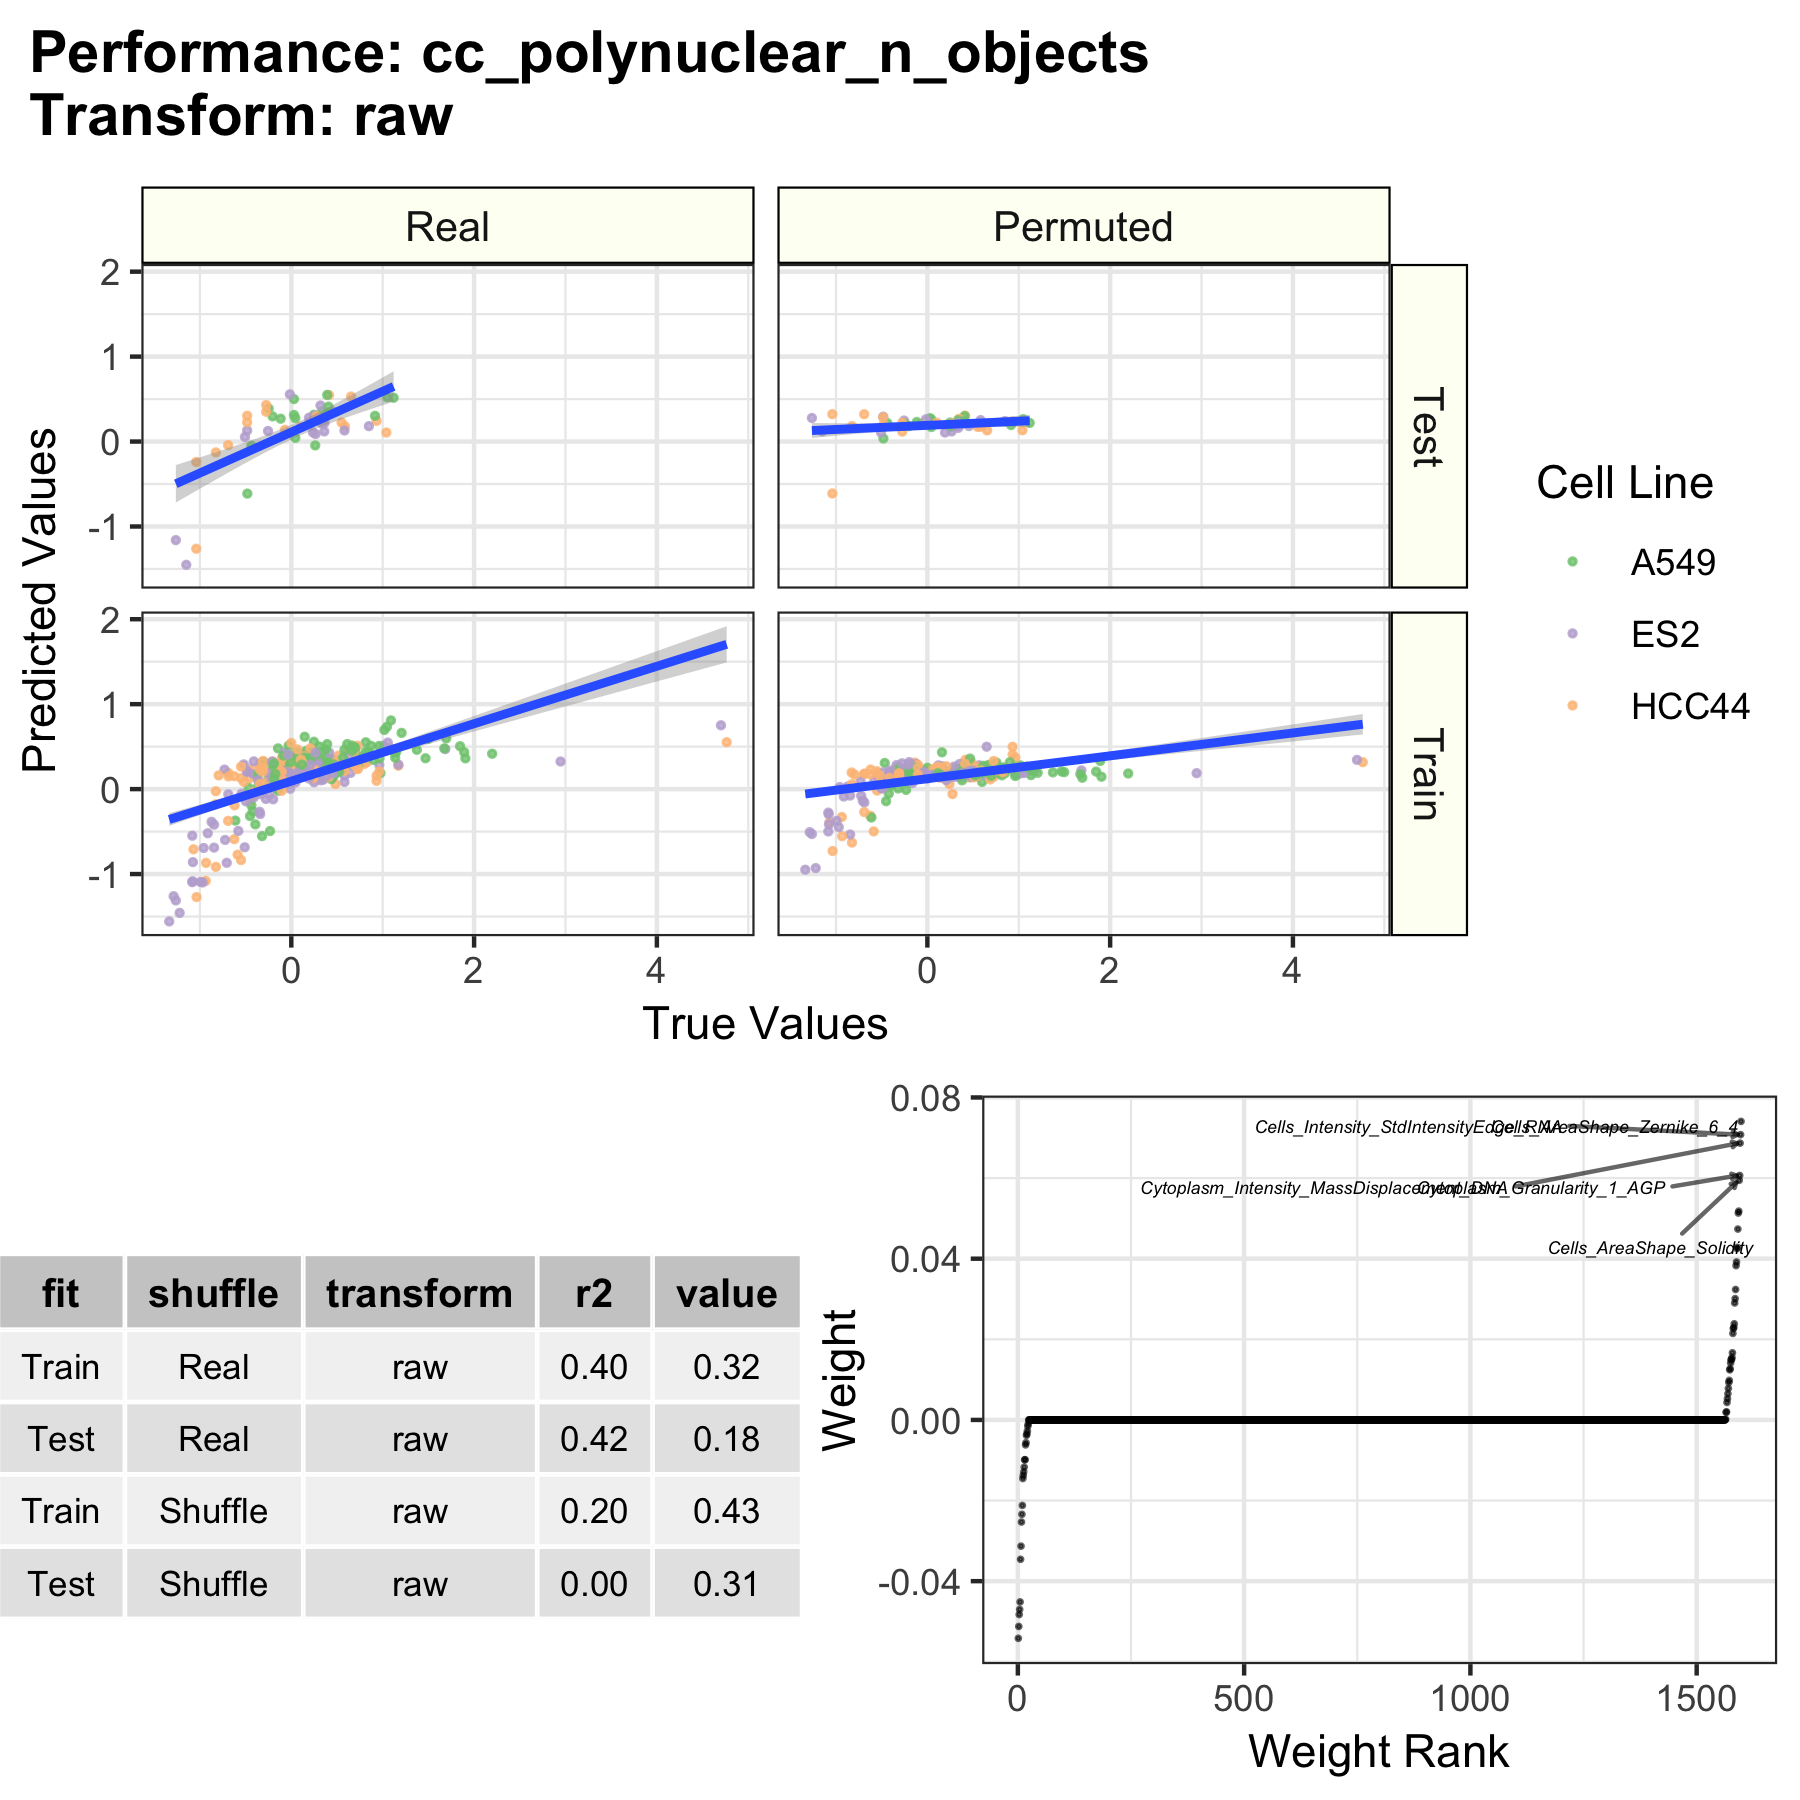 Performance: cc_polynuclear_n_objects
Transform: raw
Real
Permuted
2
1
0
-1
Test
2
1
0
-1
Train
0
2
4
0
2
4
Predicted Values
True Values
Cell Line
A549
ES2
HCC44
fit shuffle transform r2 value
Train Real raw 0.40 0.32
Test Real raw 0.42 0.18
Train Shuffle raw 0.20 0.43
Test Shuffle raw 0.00 0.31
0.08
0.04
0.00
-0.04
Weight
Cells_Intensity_StdIntensityEdge_RNA
Cells_AreaShape_Zernike_6_4
Cytoplasm_Intensity_MassDisplacement_DNA
Cytoplasm_Granularity_1_AGP
Cells_AreaShape_Solidity
0
500
1000
1500
Weight Rank